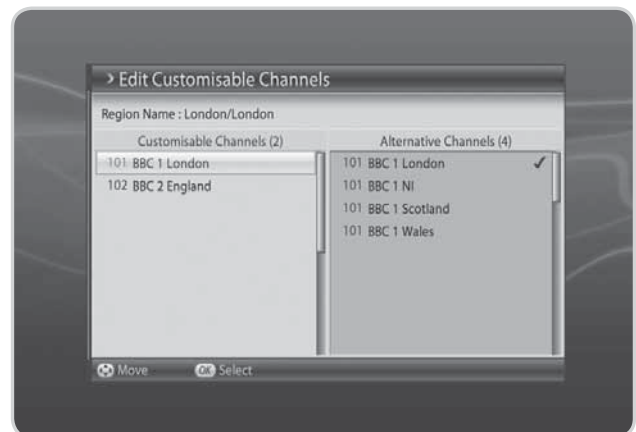 > Edit Customisable Channels
Region Name : London/London
Customisable Channels (2)
101 BBC 1 London
102 BBC 2 England
Alternative Channels (4)
101 BBC 1 London ✓
101 BBC 1 NI
101 BBC 1 Scotland
101 BBC 1 Wales
Move OK Select